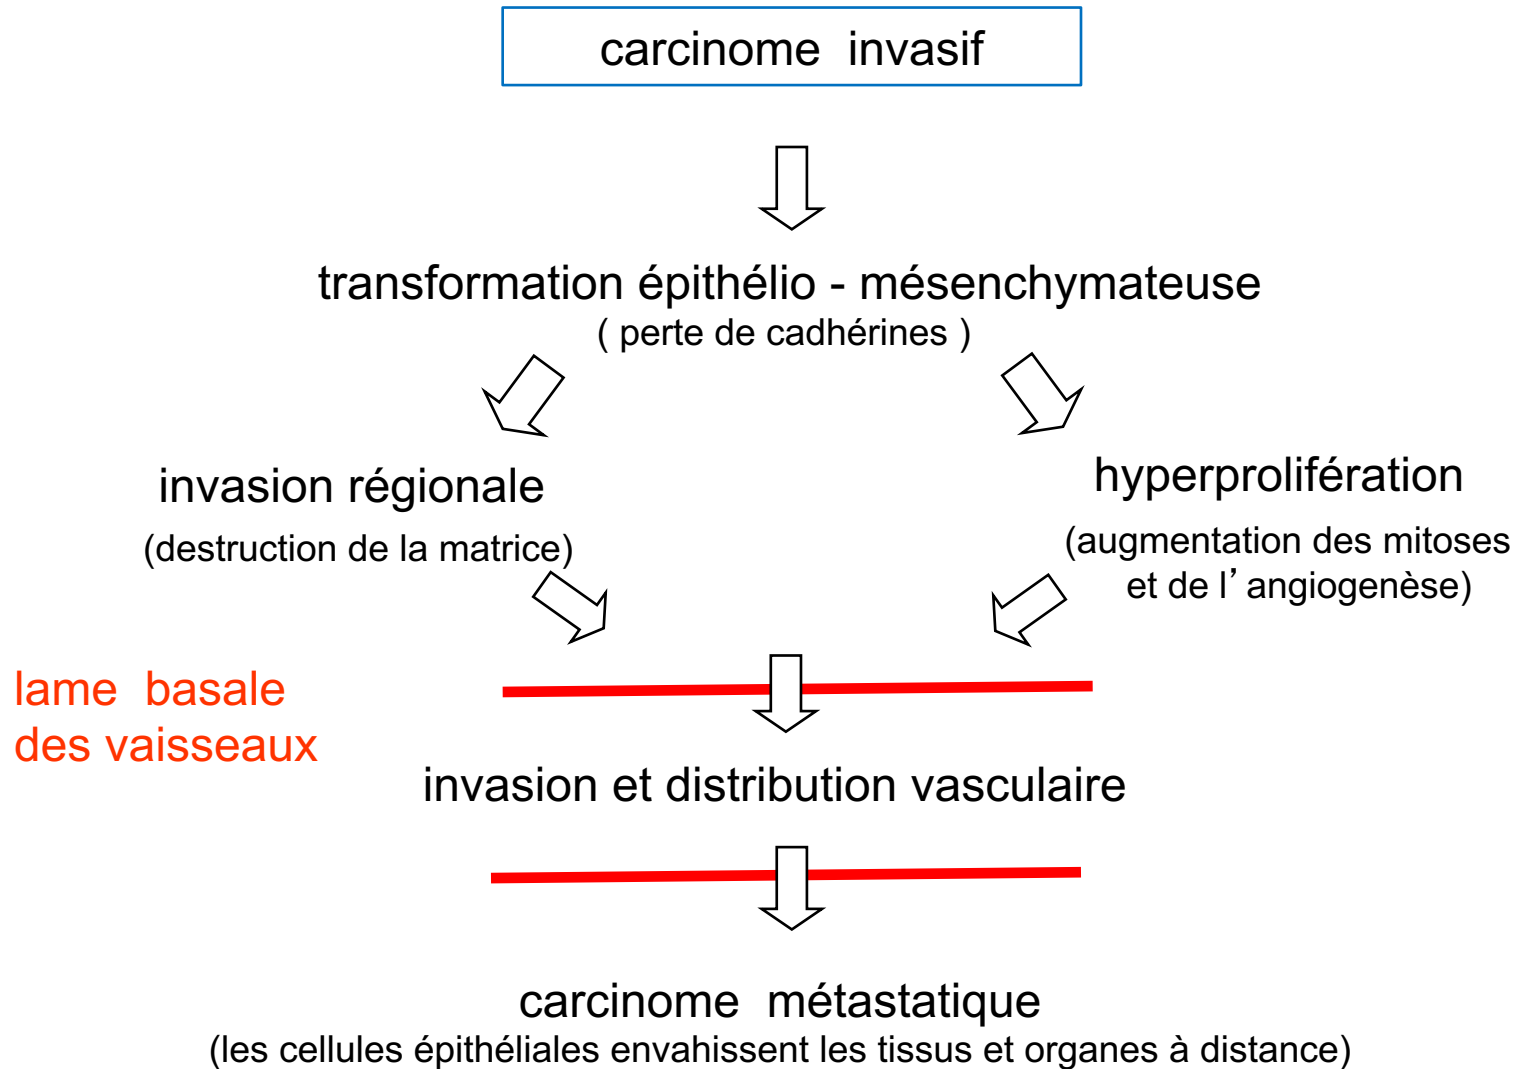 carcinome invasif
transformation épithélio - mésenchymateuse
( perte de cadhérines )
invasion régionale
(destruction de la matrice)
hyperprolifération
(augmentation des mitoses
et de l’ angiogenèse)
lame basale
des vaisseaux
invasion et distribution vasculaire
carcinome métastatique
(les cellules épithéliales envahissent les tissus et organes à distance)